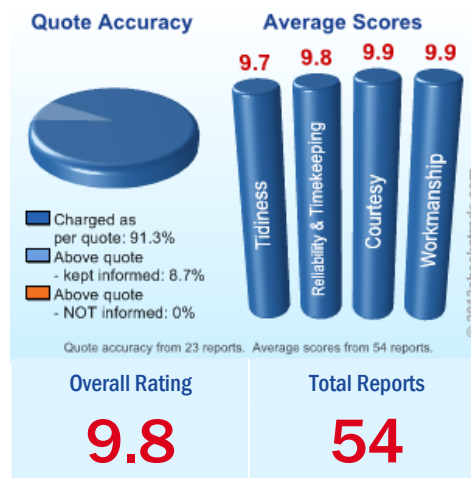 Quote Accuracy
Average Scores
9.7
9.8
9.9
9.9
Tidiness
Reliability & Timekeeping
Courtesy
Workmanship
Charged as
per quote: 91.3%
Above quote
- kept informed: 8.7%
Above quote
- NOT informed: 0%
Quote accuracy from 23 reports. Average scores from 54 reports.
Overall Rating
Total Reports
9.8
54